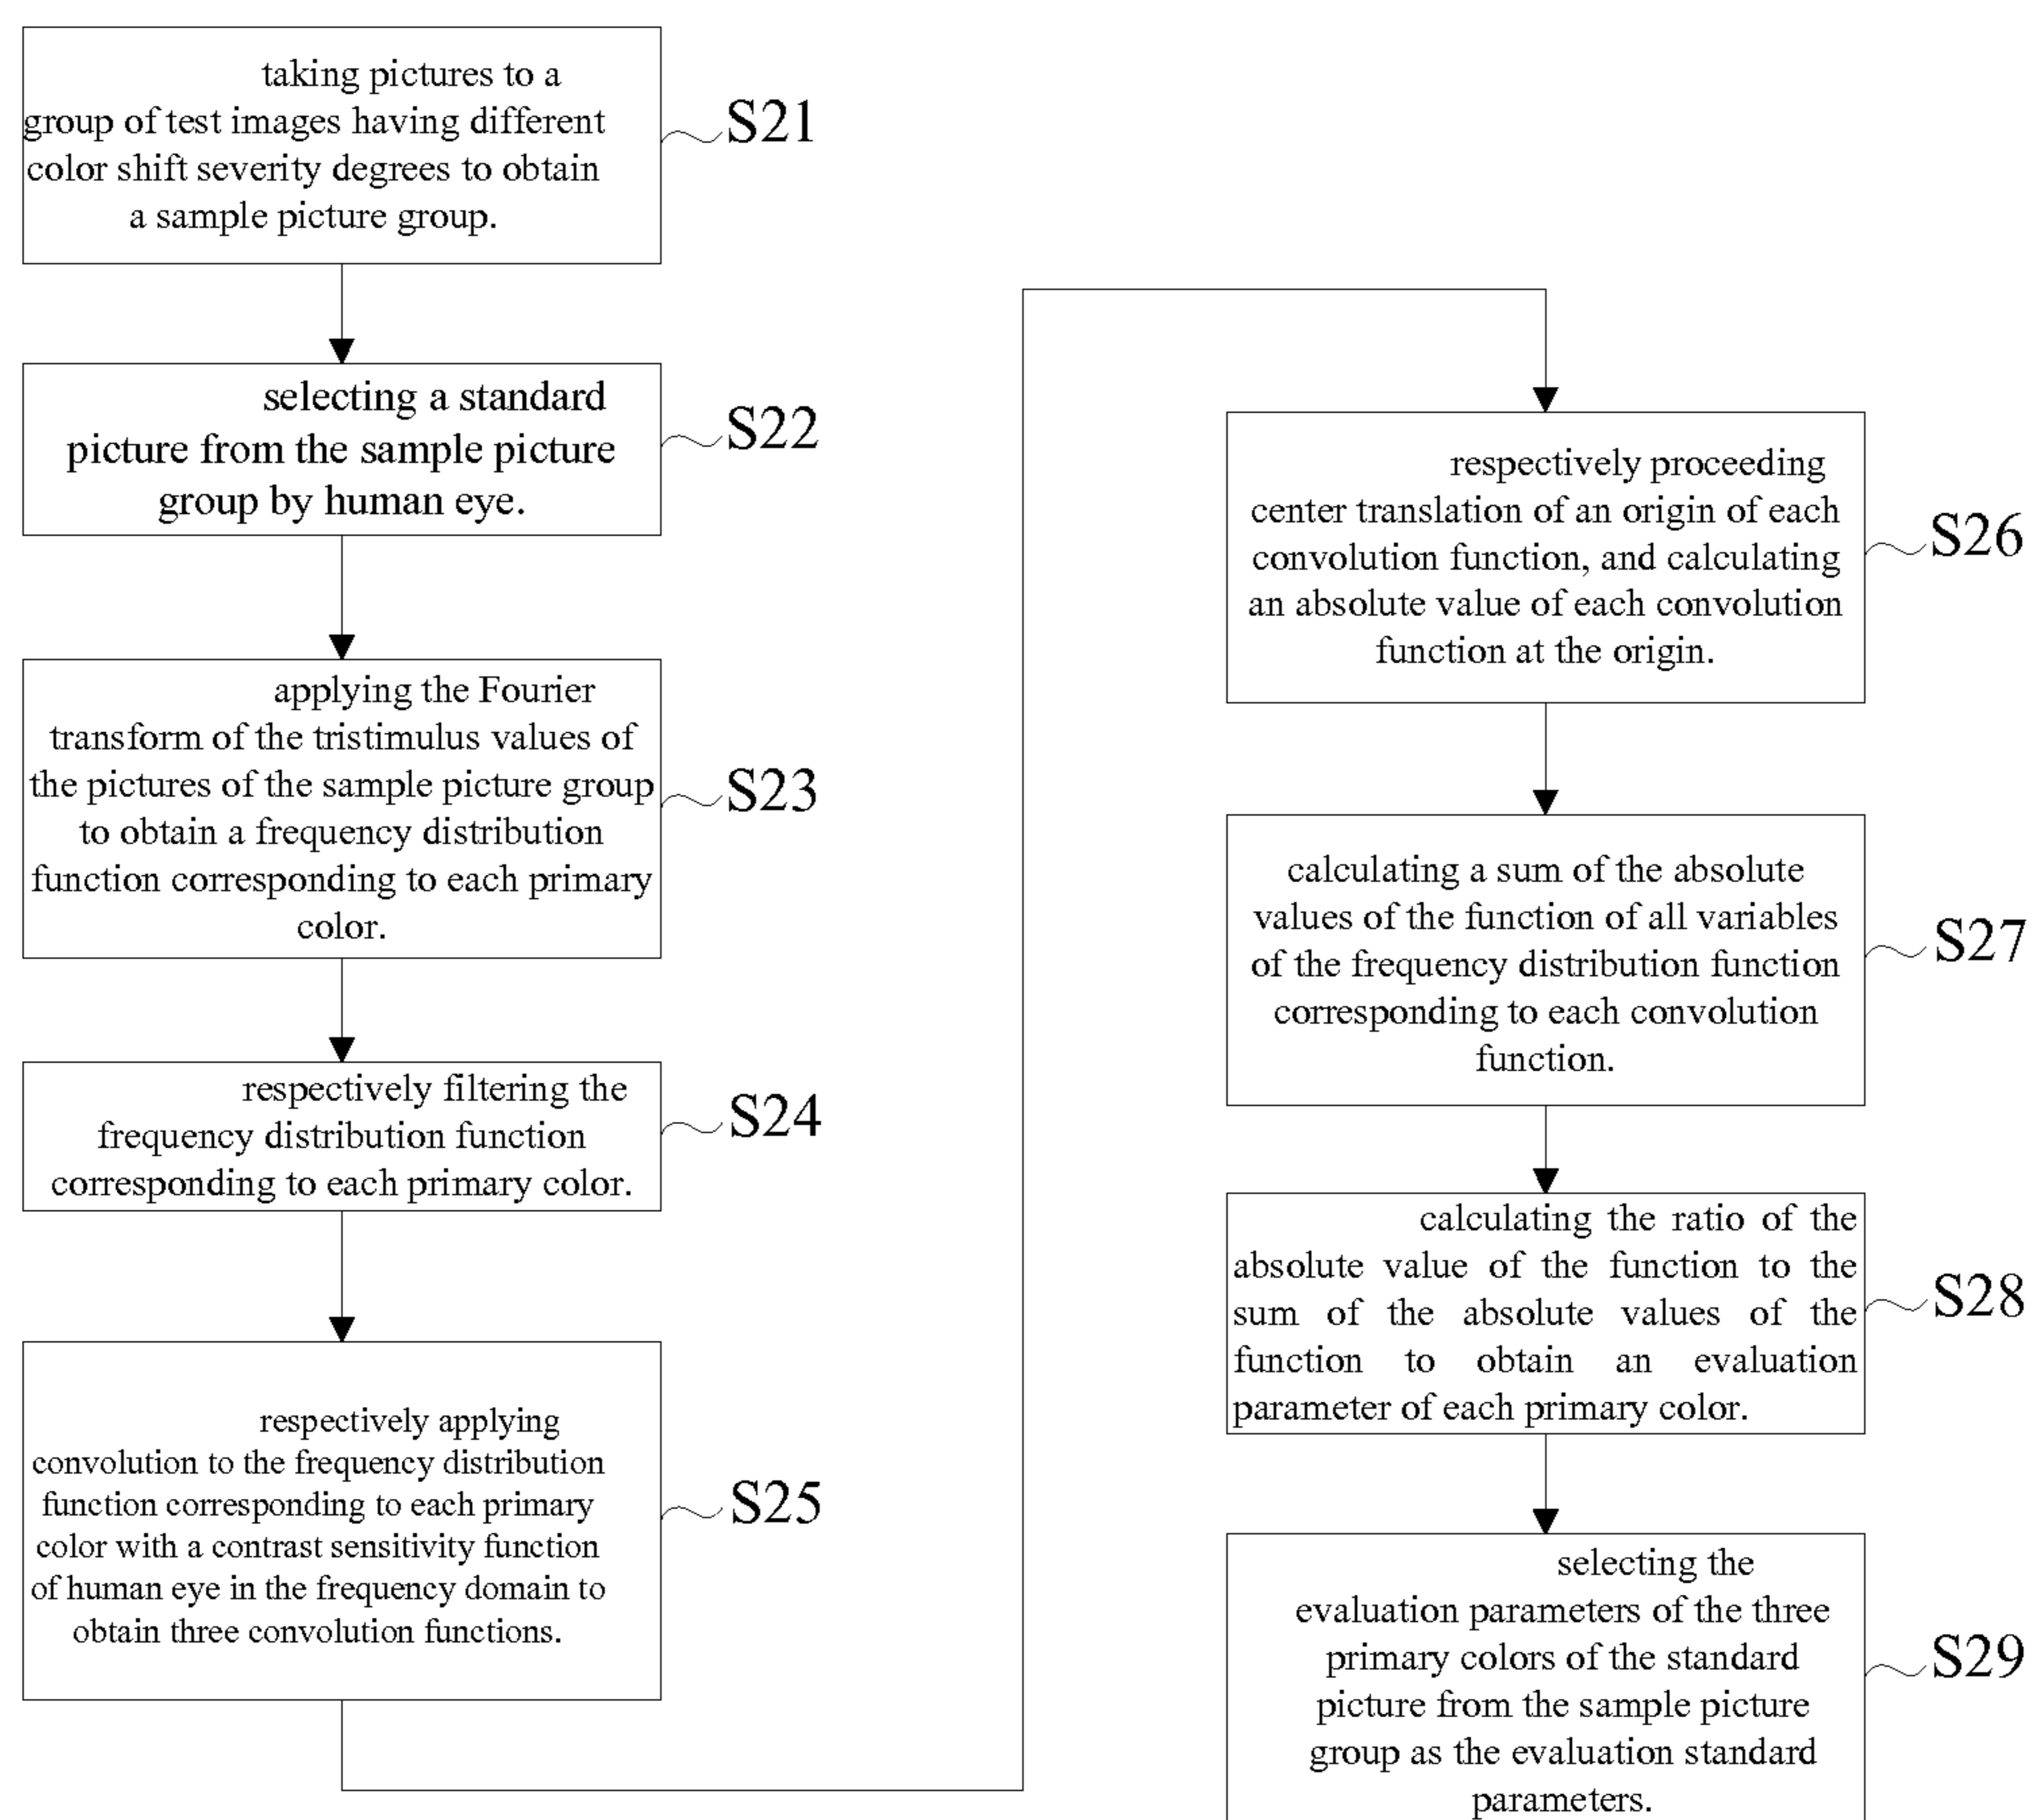 taking pictures to a
group of test images having different
color shift severity degrees to obtain
a sample picture group.
S21
selecting a standard
picture from the sample picture
group by human eye.
S22
applying the Fourier
transform of the tristimulus values of
the pictures of the sample picture group
to obtain a frequency distribution
function corresponding to each primary
color.
S23
respectively filtering the
frequency distribution function
corresponding to each primary color.
S24
respectively applying
convolution to the frequency distribution
function corresponding to each primary
color with a contrast sensitivity function
of human eye in the frequency domain to
obtain three convolution functions.
S25
respectively proceeding
center translation of an origin of each
convolution function, and calculating
an absolute value of each convolution
function at the origin.
S26
calculating a sum of the absolute
values of the function of all variables
of the frequency distribution function
corresponding to each convolution
function.
S27
calculating the ratio of the
absolute value of the function to the
sum of the absolute values of the
function to obtain an evaluation
parameter of each primary color.
S28
selecting the
evaluation parameters of the three
primary colors of the standard
picture from the sample picture
group as the evaluation standard
parameters.
S29